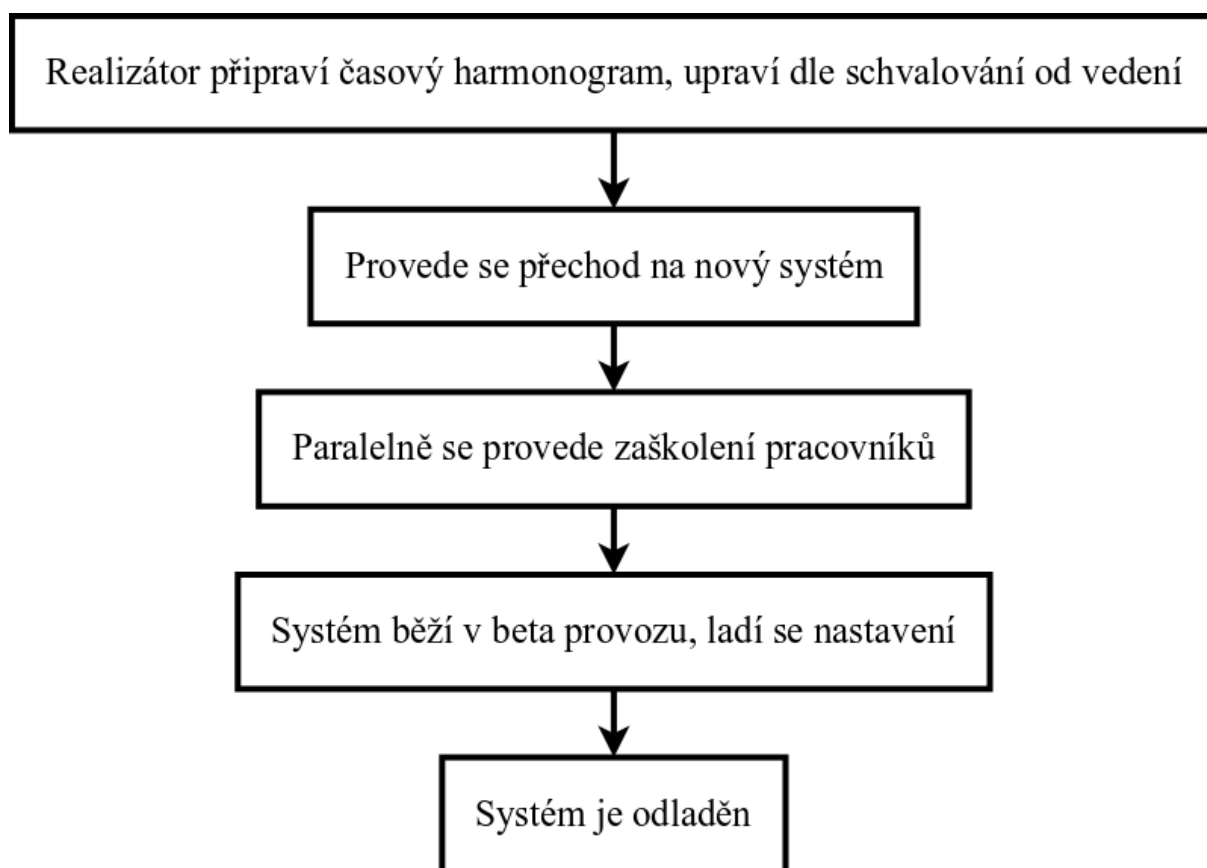 Realizátor připraví časový harmonogram, upraví dle schvalování od vedení
Provede se přechod na nový systém
Paralelně se provede zaškolení pracovníků
Systém běží v beta provozu, ladí se nastavení
Systém je odladěn